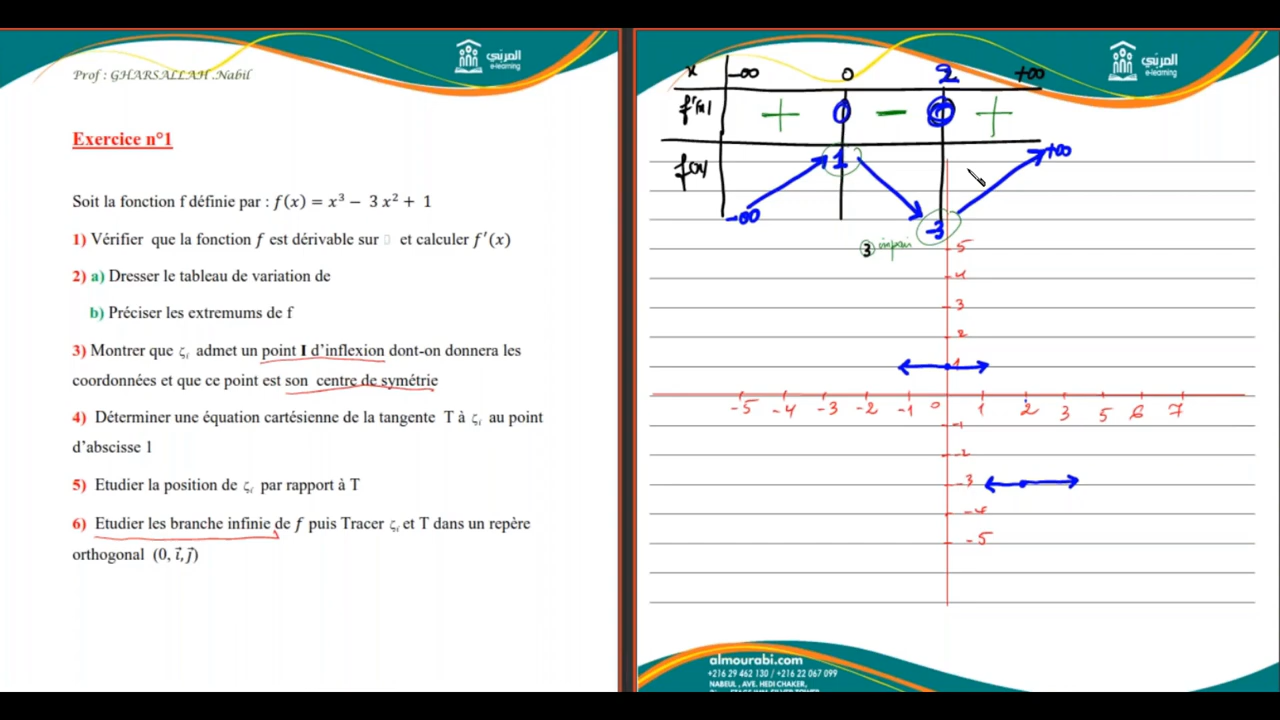 Prof : GHARSALLAH .Nabil
المربّي
e-learning
Exercice n°1
Soit la fonction f définie par : f(x) = x³ − 3 x² + 1
1) Vérifier que la fonction f est dérivable sur et calculer f′(x)
2) a) Dresser le tableau de variation de
b) Préciser les extremums de f
3) Montrer que ζf admet un point I d’inflexion dont-on donnera les
coordonnées et que ce point est son centre de symétrie
4) Déterminer une équation cartésienne de la tangente T à ζf au point
d’abscisse 1
5) Etudier la position de ζf par rapport à T
6) Etudier les branche infinie de f puis Tracer ζf et T dans un repère
orthogonal (0, i⃗, j⃗)
المربّي
e-learning
x -∞ 0 2 +∞
f'(x) + 0 − 0 +
f(x) -∞ 1 -3 +∞
3 impair
5
4
3
2
1
-5 -4 -3 -2 -1 0 1 2 3 5 6 7
-1
-2
-3
-4
-5
almourabi.com
+216 29 462 130 / +216 22 067 099
NABEUL , AVE. HEDI CHAKER,